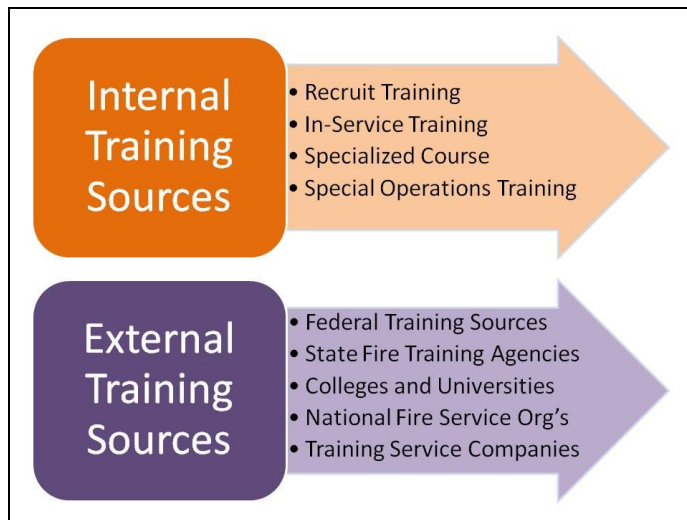 Internal
Training
Sources
• Recruit Training
• In-Service Training
• Specialized Course
• Special Operations Training
External
Training
Sources
• Federal Training Sources
• State Fire Training Agencies
• Colleges and Universities
• National Fire Service Org's
• Training Service Companies